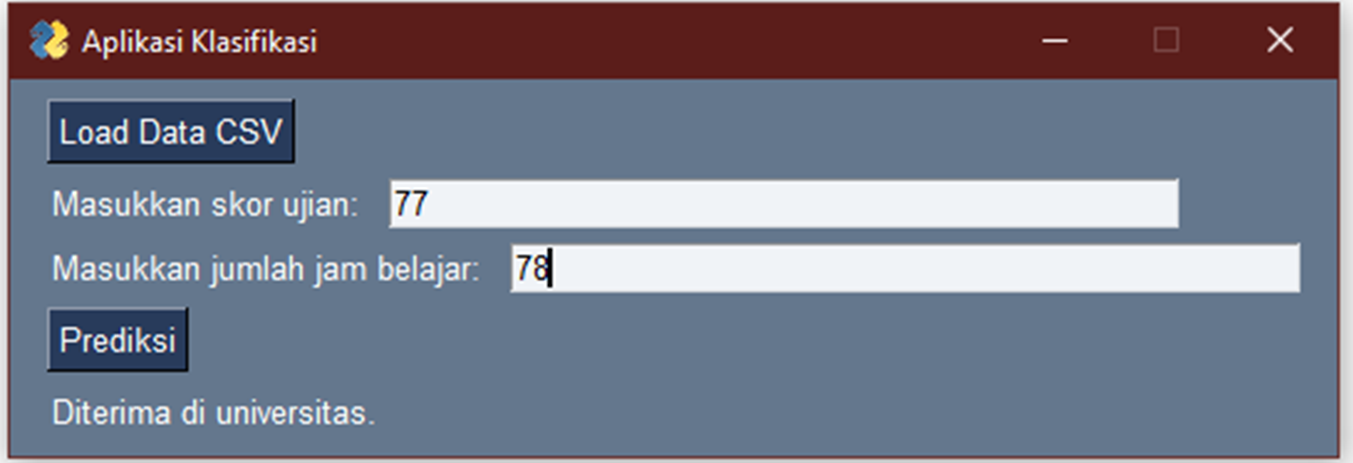 Aplikasi Klasifikasi
Load Data CSV
Masukkan skor ujian: 77
Masukkan jumlah jam belajar: 78
Prediksi
Diterima di universitas.